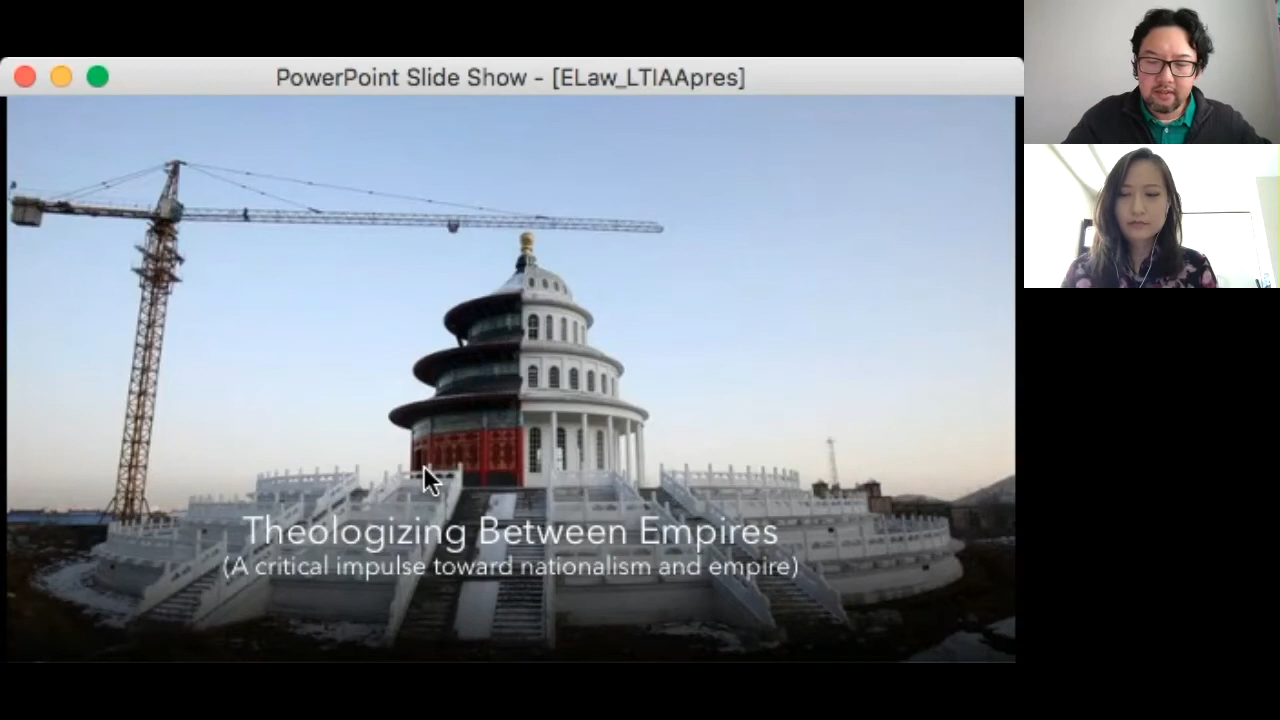 PowerPoint Slide Show - [ELaw_LTIAApres]
Theologizing Between Empires
(A critical impulse toward nationalism and empire)